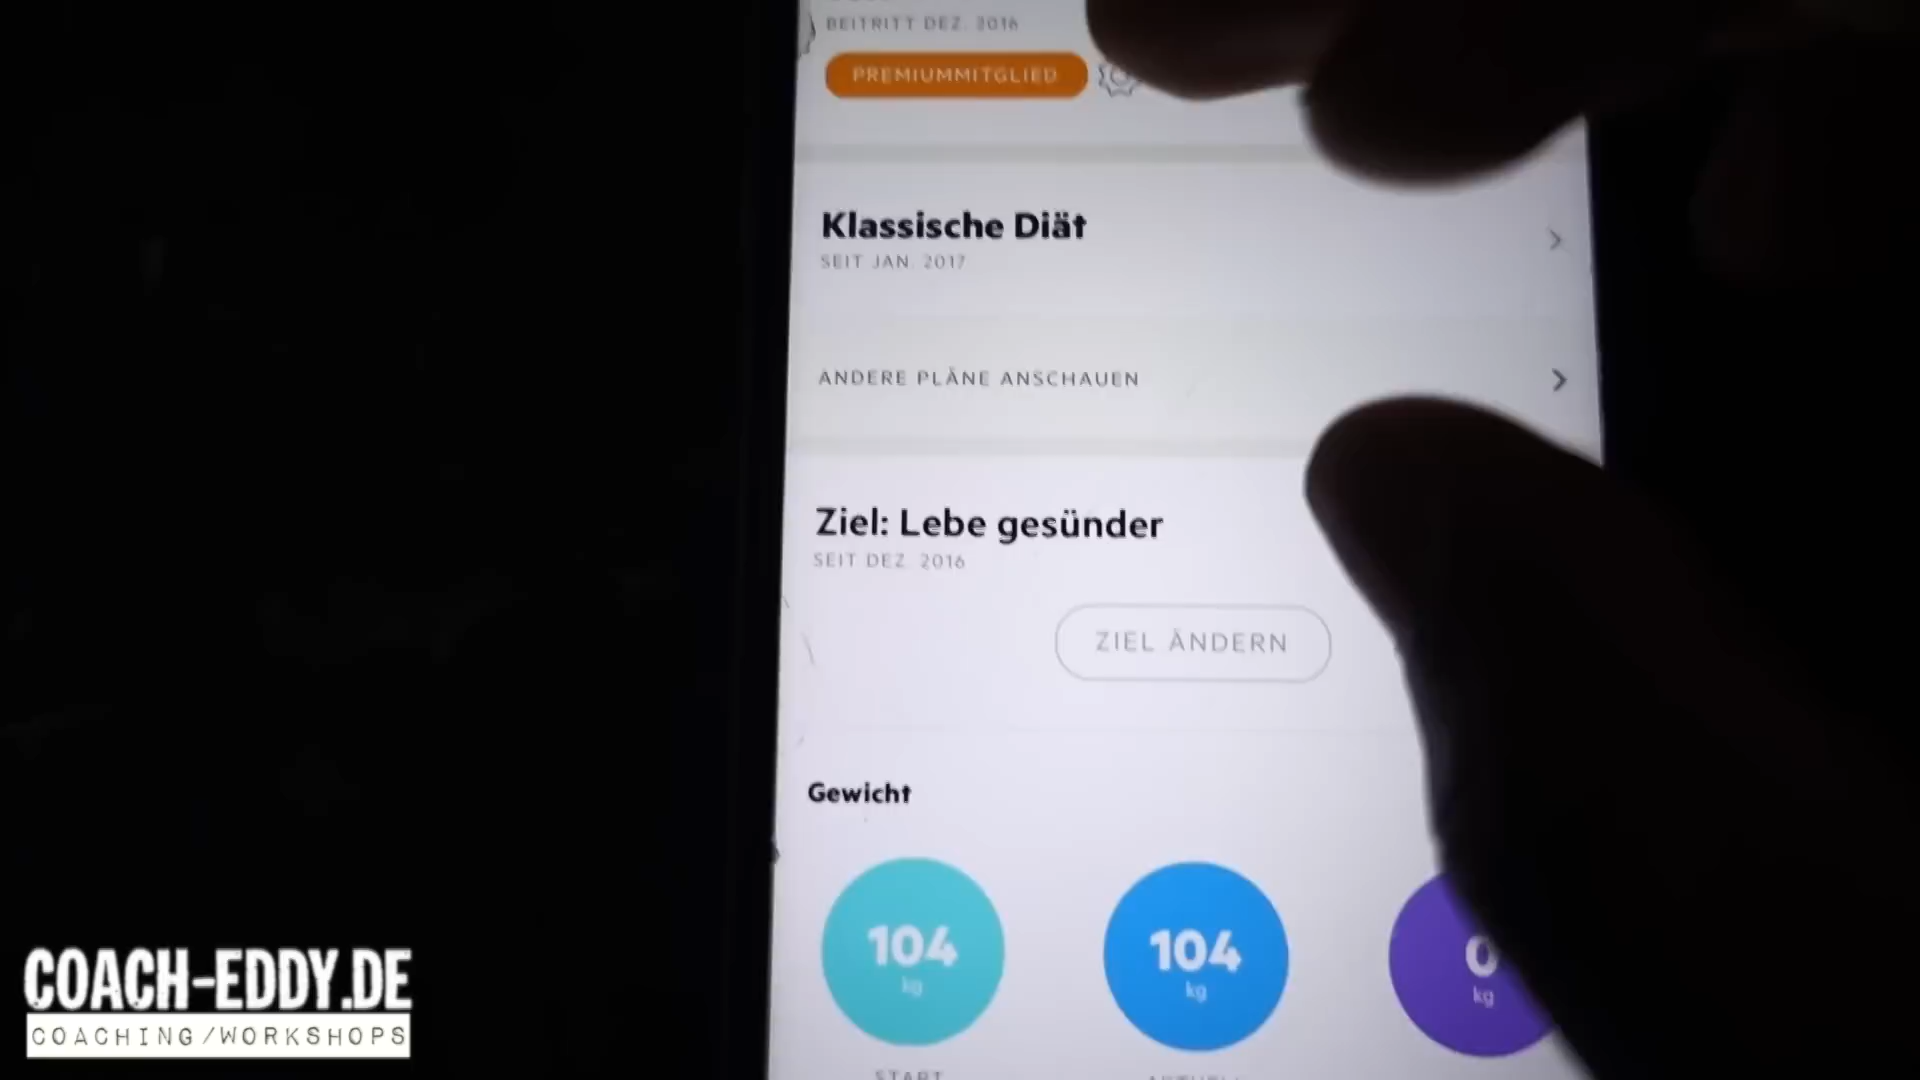 BEITRITT DEZ. 2016
PREMIUMMITGLIED
Klassische Diät
SEIT JAN. 2017
ANDERE PLÄNE ANSCHAUEN
Ziel: Lebe gesünder
SEIT DEZ. 2016
ZIEL ÄNDERN
Gewicht
104
kg
104
kg
0
kg
START
COACH-EDDY.DE
COACHING/WORKSHOPS